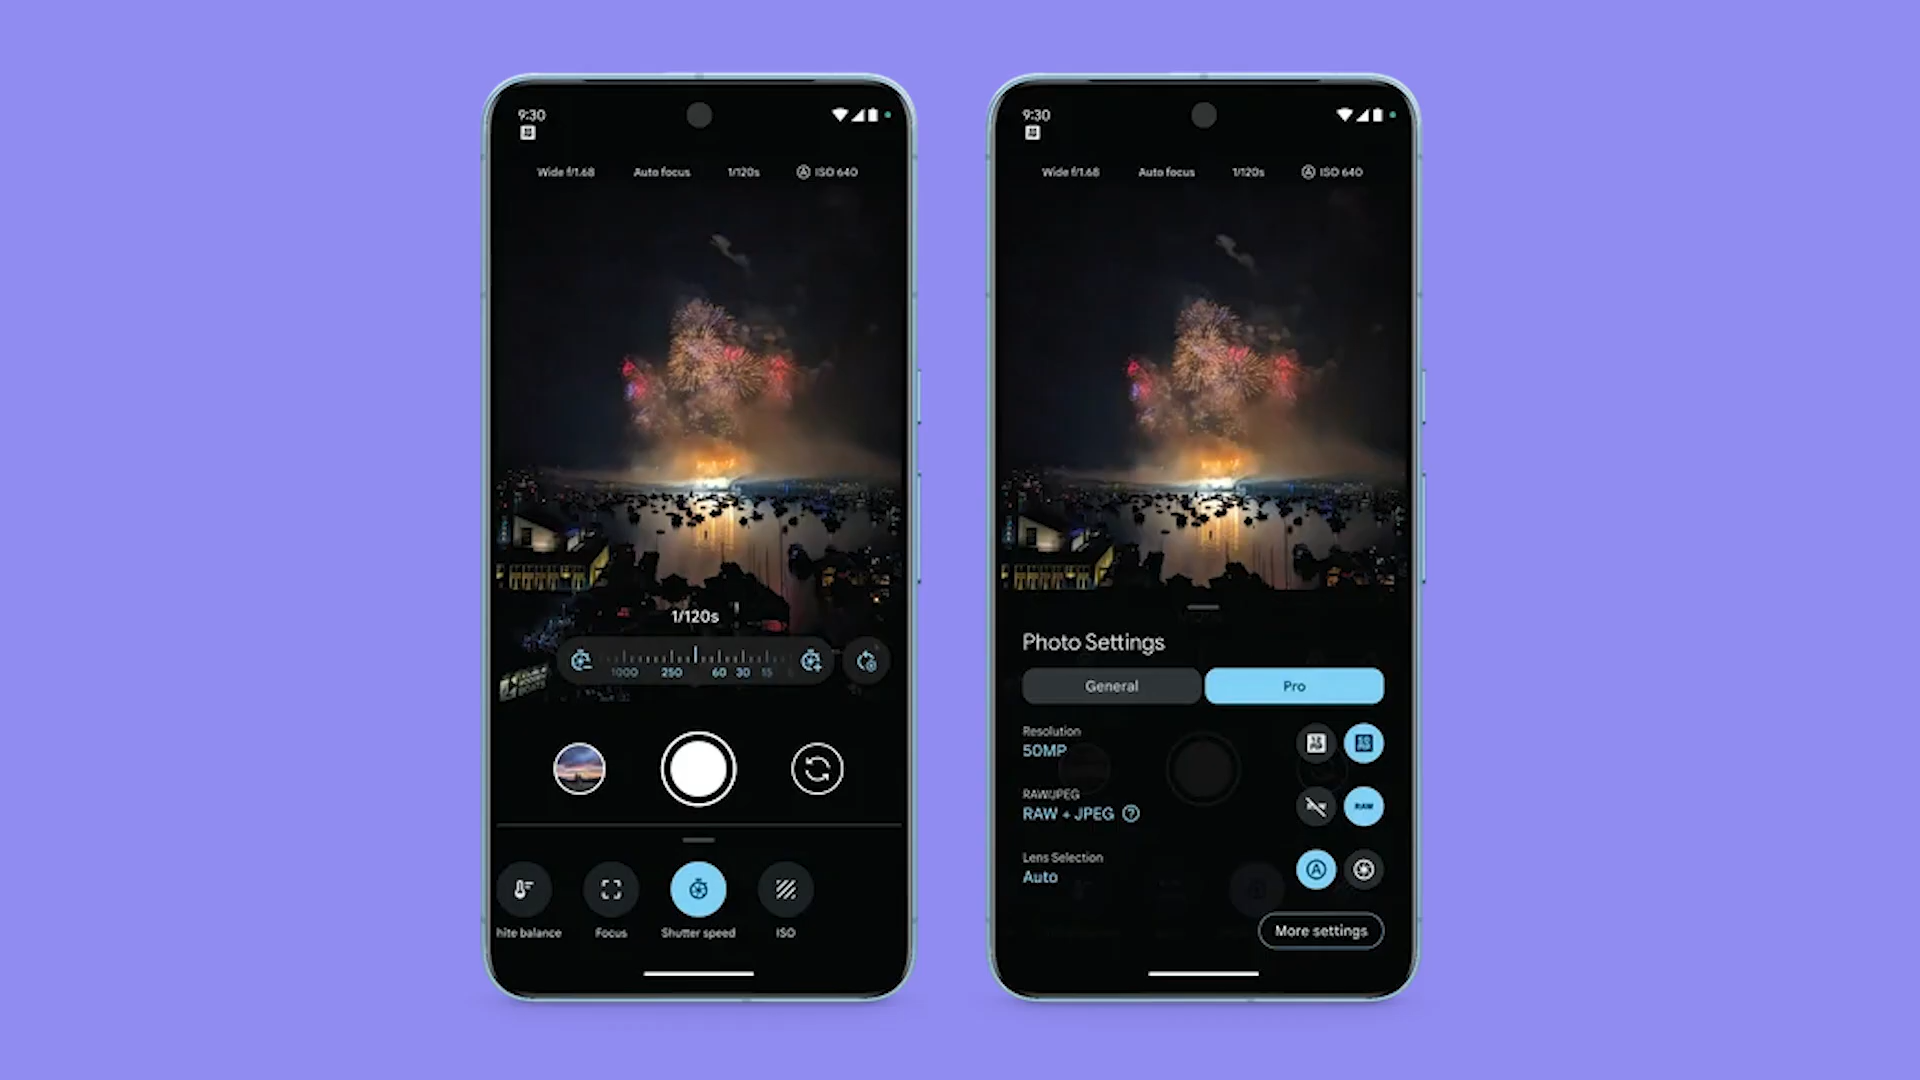 9:30
Wide f/1.68 Auto focus 1/120s A ISO 640
1/120s
1000 250 60 30 15
hite balance Focus Shutter speed ISO
9:30
Wide f/1.68 Auto focus 1/120s A ISO 640
Photo Settings
General Pro
Resolution
50MP
RAW/JPEG
RAW + JPEG ?
RAW
Lens Selection
Auto
A
More settings